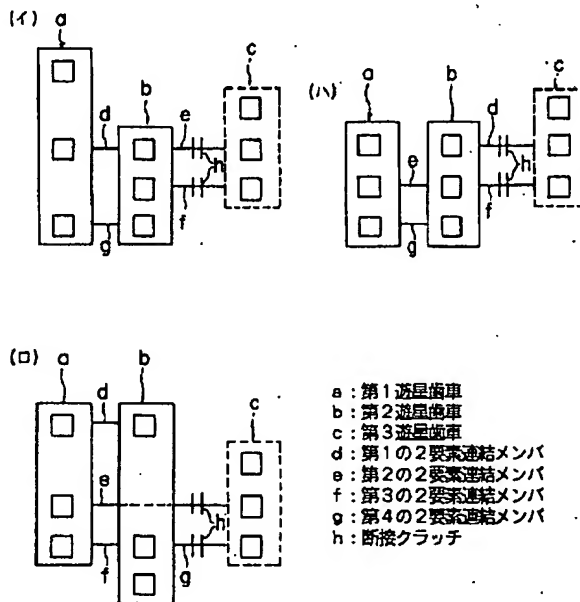 (イ) a
b
c
d
e
h
f
g
(ハ)
a
b
c
d
e
h
f
g
(ロ)
a
b
c
d
e
h
f
g
a : 第1遊星歯車
b : 第2遊星歯車
c : 第3遊星歯車
d : 第1の2要素連結メンバ
e : 第2の2要素連結メンバ
f : 第3の2要素連結メンバ
g : 第4の2要素連結メンバ
h : 断接クラッチ